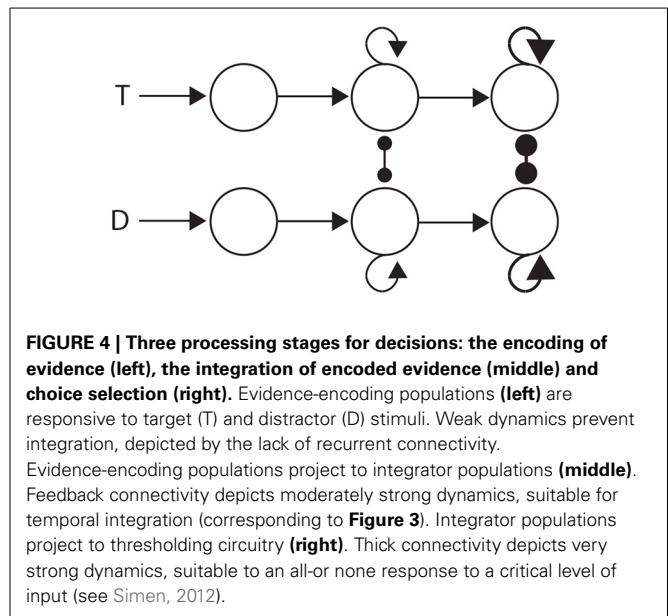 T
D
FIGURE 4 | Three processing stages for decisions: the encoding of
evidence (left), the integration of encoded evidence (middle) and
choice selection (right). Evidence-encoding populations (left) are
responsive to target (T) and distractor (D) stimuli. Weak dynamics prevent
integration, depicted by the lack of recurrent connectivity.
Evidence-encoding populations project to integrator populations (middle).
Feedback connectivity depicts moderately strong dynamics, suitable for
temporal integration (corresponding to Figure 3). Integrator populations
project to thresholding circuitry (right). Thick connectivity depicts very
strong dynamics, suitable to an all-or none response to a critical level of
input (see Simen, 2012).